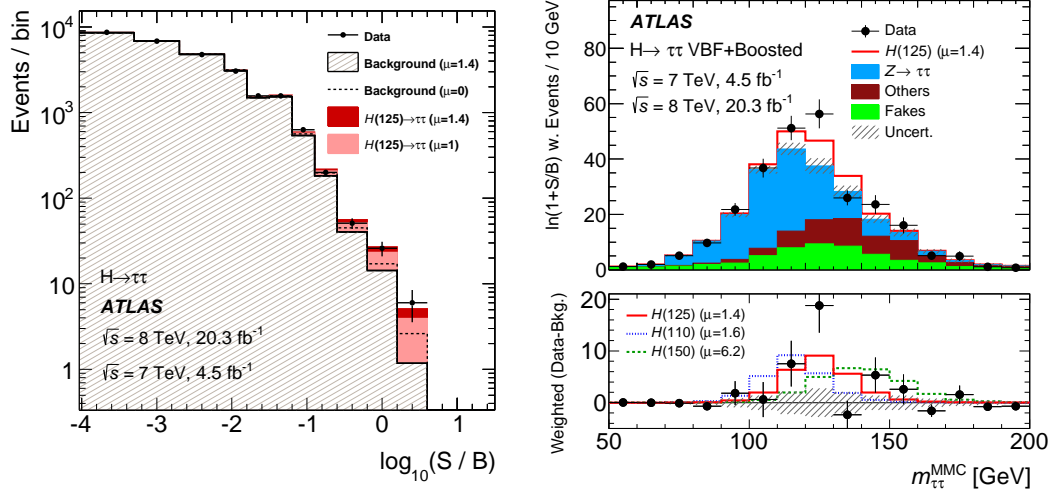 Events / bin
10⁴
10³
10²
10
1
Data
Background (μ=1.4)
Background (μ=0)
H(125)→ττ (μ=1.4)
H(125)→ττ (μ=1)
H→ττ
ATLAS
√s = 8 TeV, 20.3 fb⁻¹
√s = 7 TeV, 4.5 fb⁻¹
-4 -3 -2 -1 0 1
log₁₀(S / B)
ln(1+S/B) w. Events / 10 GeV
80
60
40
20
0
ATLAS
H→ ττ VBF+Boosted
√s = 7 TeV, 4.5 fb⁻¹
√s = 8 TeV, 20.3 fb⁻¹
Data
H(125) (μ=1.4)
Z→ ττ
Others
Fakes
Uncert.
Weighted (Data-Bkg.)
20
10
0
H(125) (μ=1.4)
H(110) (μ=1.6)
H(150) (μ=6.2)
50 100 150 200
m_ττ^MMC [GeV]